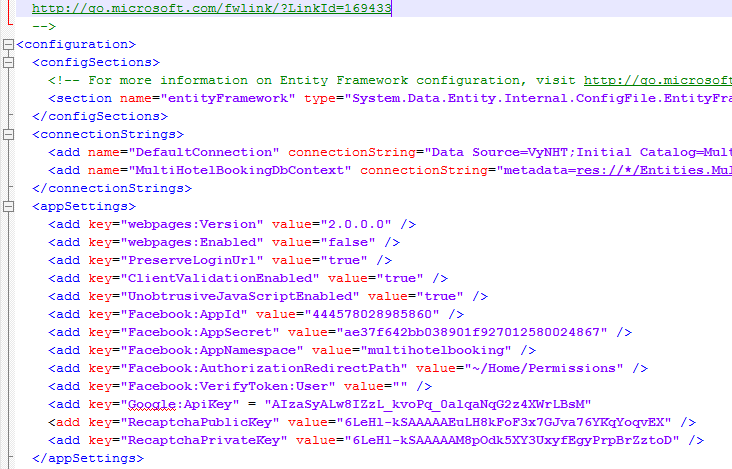 http://go.microsoft.com/fwlink/?LinkId=169433
-->
<configuration>
<configSections>
<!-- For more information on Entity Framework configuration, visit http://go.microsoft
<section name="entityFramework" type="System.Data.Entity.Internal.ConfigFile.EntityFra
</configSections>
<connectionStrings>
<add name="DefaultConnection" connectionString="Data Source=VyNHT;Initial Catalog=Mult
<add name="MultiHotelBookingDbContext" connectionString="metadata=res://*/Entities.Mul
</connectionStrings>
<appSettings>
<add key="webpages:Version" value="2.0.0.0" />
<add key="webpages:Enabled" value="false" />
<add key="PreserveLoginUrl" value="true" />
<add key="ClientValidationEnabled" value="true" />
<add key="UnobtrusiveJavaScriptEnabled" value="true" />
<add key="Facebook:AppId" value="444578028985860" />
<add key="Facebook:AppSecret" value="ae37f642bb038901f927012580024867" />
<add key="Facebook:AppNamespace" value="multihotelbooking" />
<add key="Facebook:AuthorizationRedirectPath" value="~/Home/Permissions" />
<add key="Facebook:VerifyToken:User" value="" />
<add key="Google:ApiKey" = "AIzaSyALw8IZzL_kvoPq_0alqaNqG2z4XWrLBsM"
<add key="RecaptchaPublicKey" value="6LeHl-kSAAAAAEuLH8kFoF3x7GJva76YKqYoqvEX" />
<add key="RecaptchaPrivateKey" value="6LeHl-kSAAAAAM8pOdk5XY3UxyfEgyPrpBrZztoD" />
</appSettings>